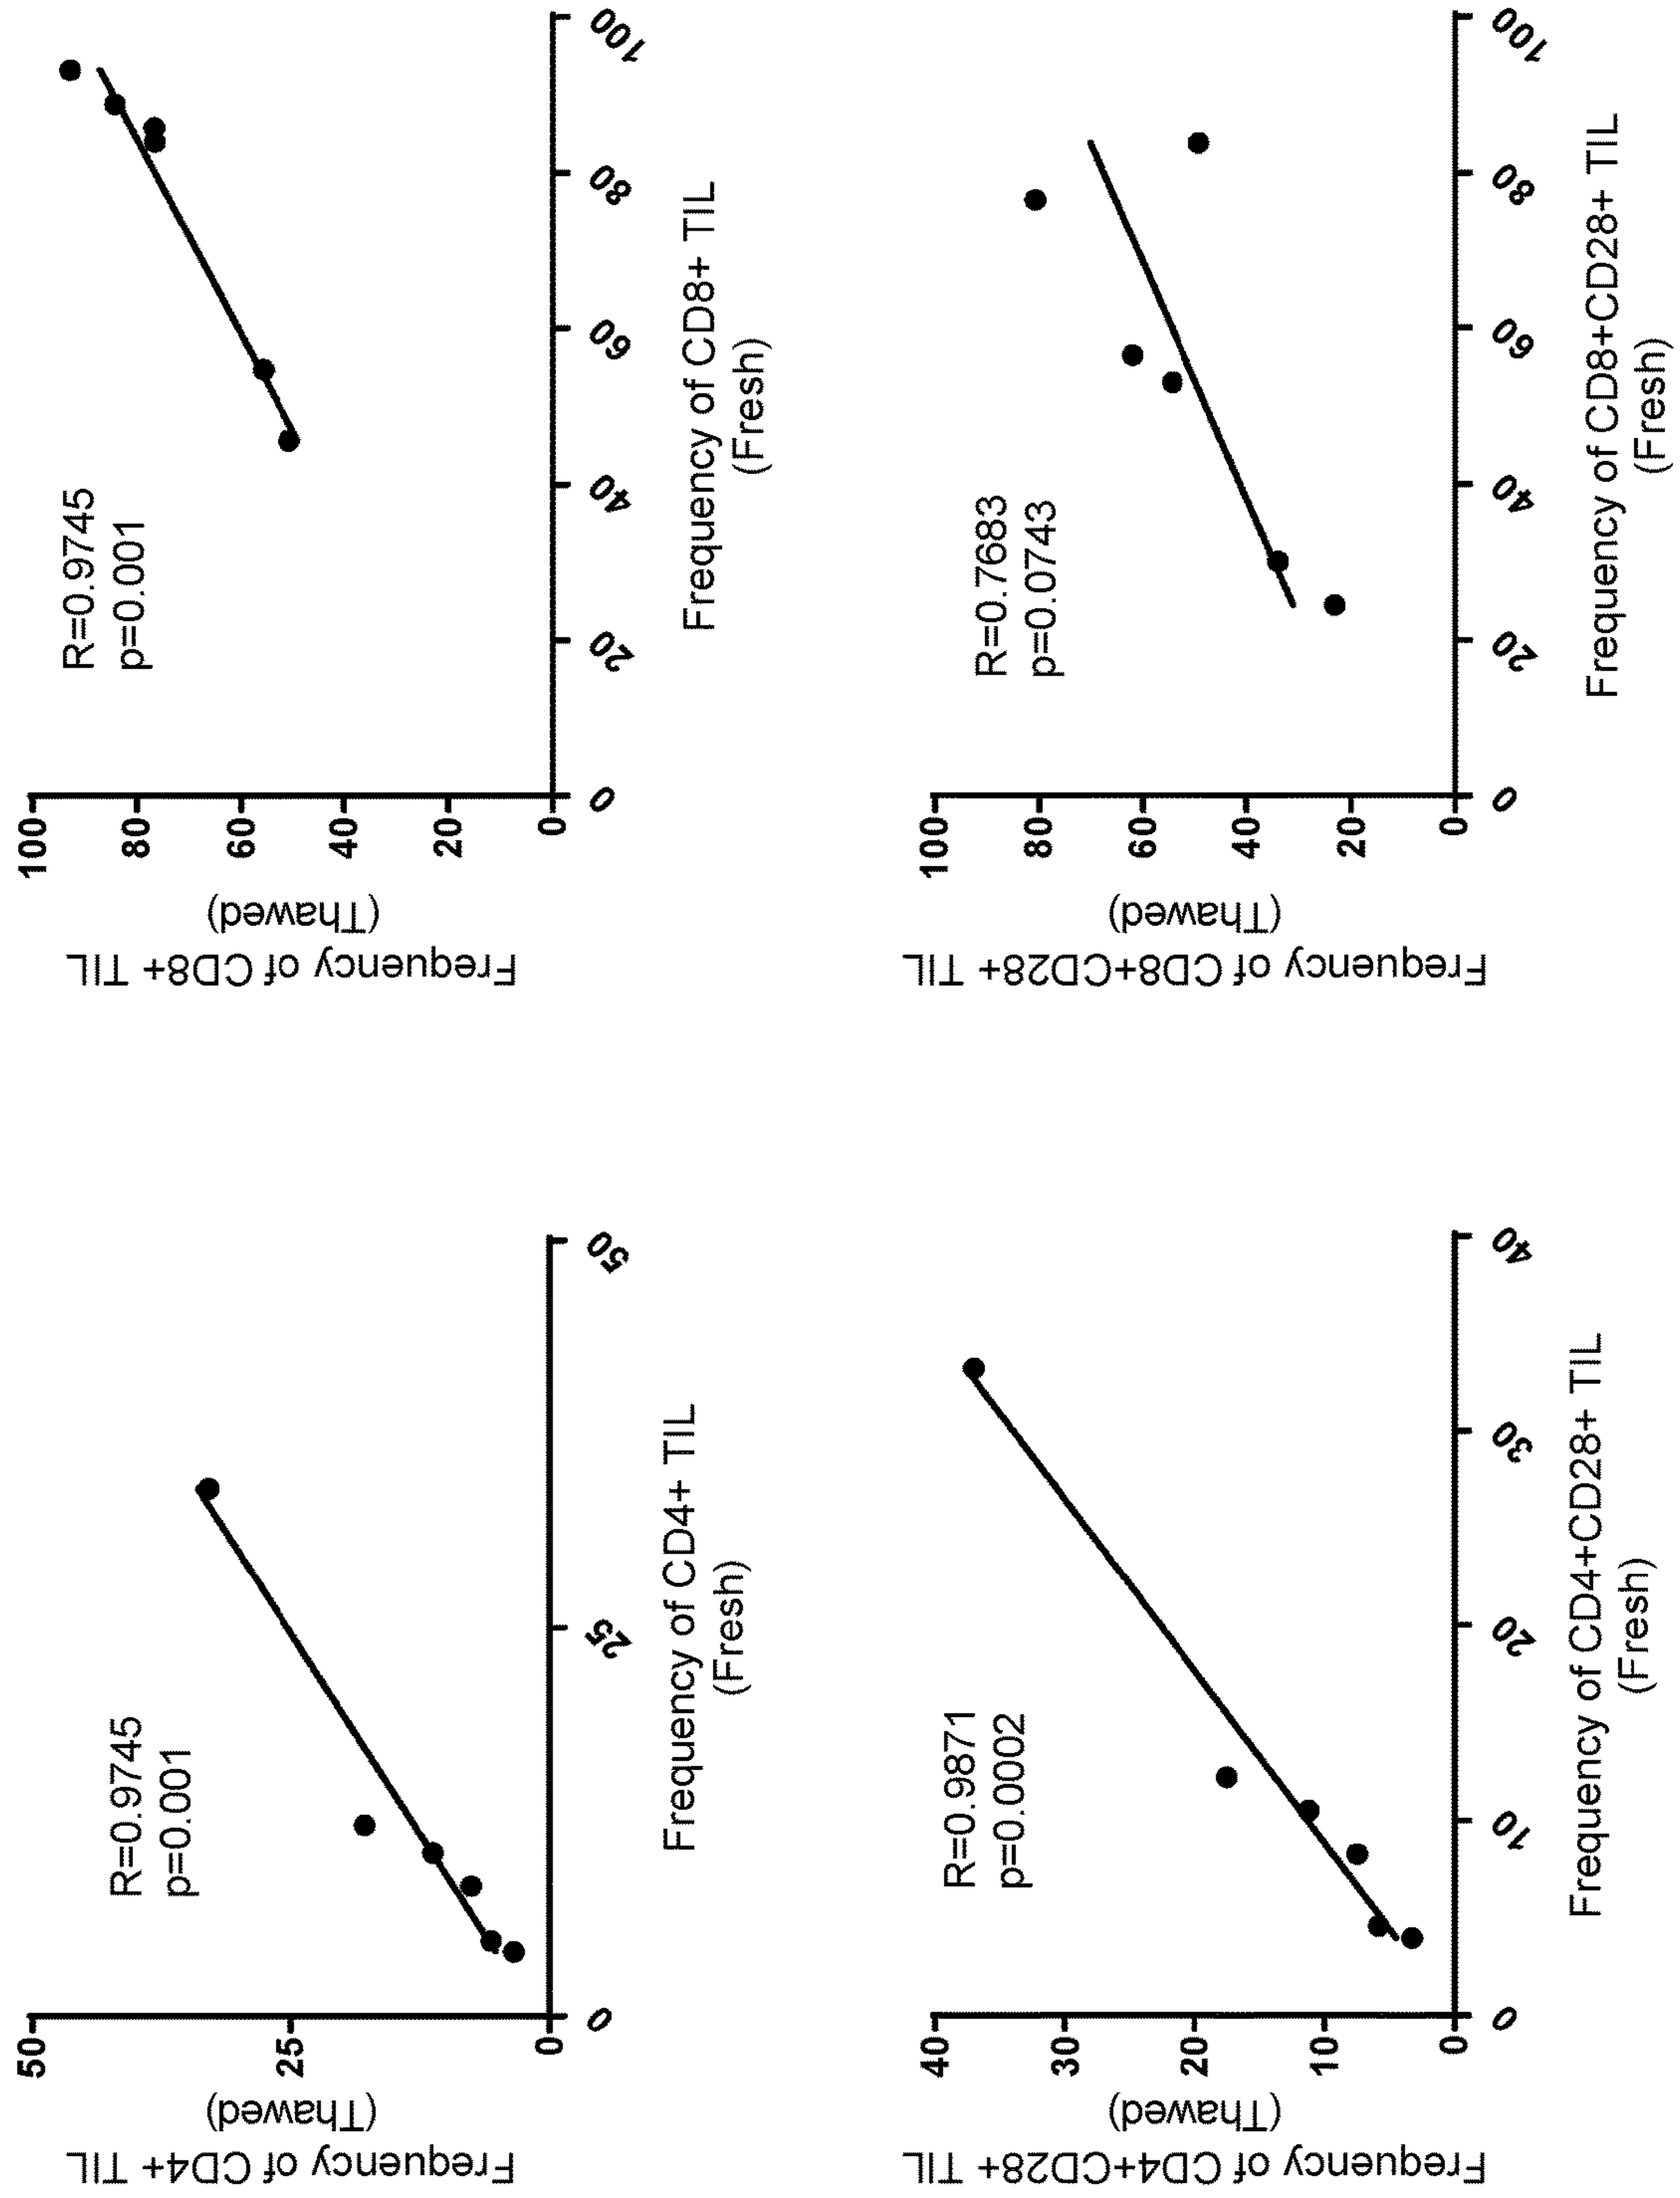 Frequency of CD4+ TIL
(Thawed)
50
25
0
R=0.9745
p=0.001
0
25
50
Frequency of CD4+ TIL
(Fresh)
Frequency of CD8+ TIL
(Thawed)
100
80
60
40
20
0
R=0.9745
p=0.001
0
20
40
60
80
100
Frequency of CD8+ TIL
(Fresh)
Frequency of CD4+CD28+ TIL
(Thawed)
40
30
20
10
0
R=0.9871
p=0.0002
0
10
20
30
40
Frequency of CD4+CD28+ TIL
(Fresh)
Frequency of CD8+CD28+ TIL
(Thawed)
100
80
60
40
20
0
R=0.7683
p=0.0743
0
20
40
60
80
100
Frequency of CD8+CD28+ TIL
(Fresh)